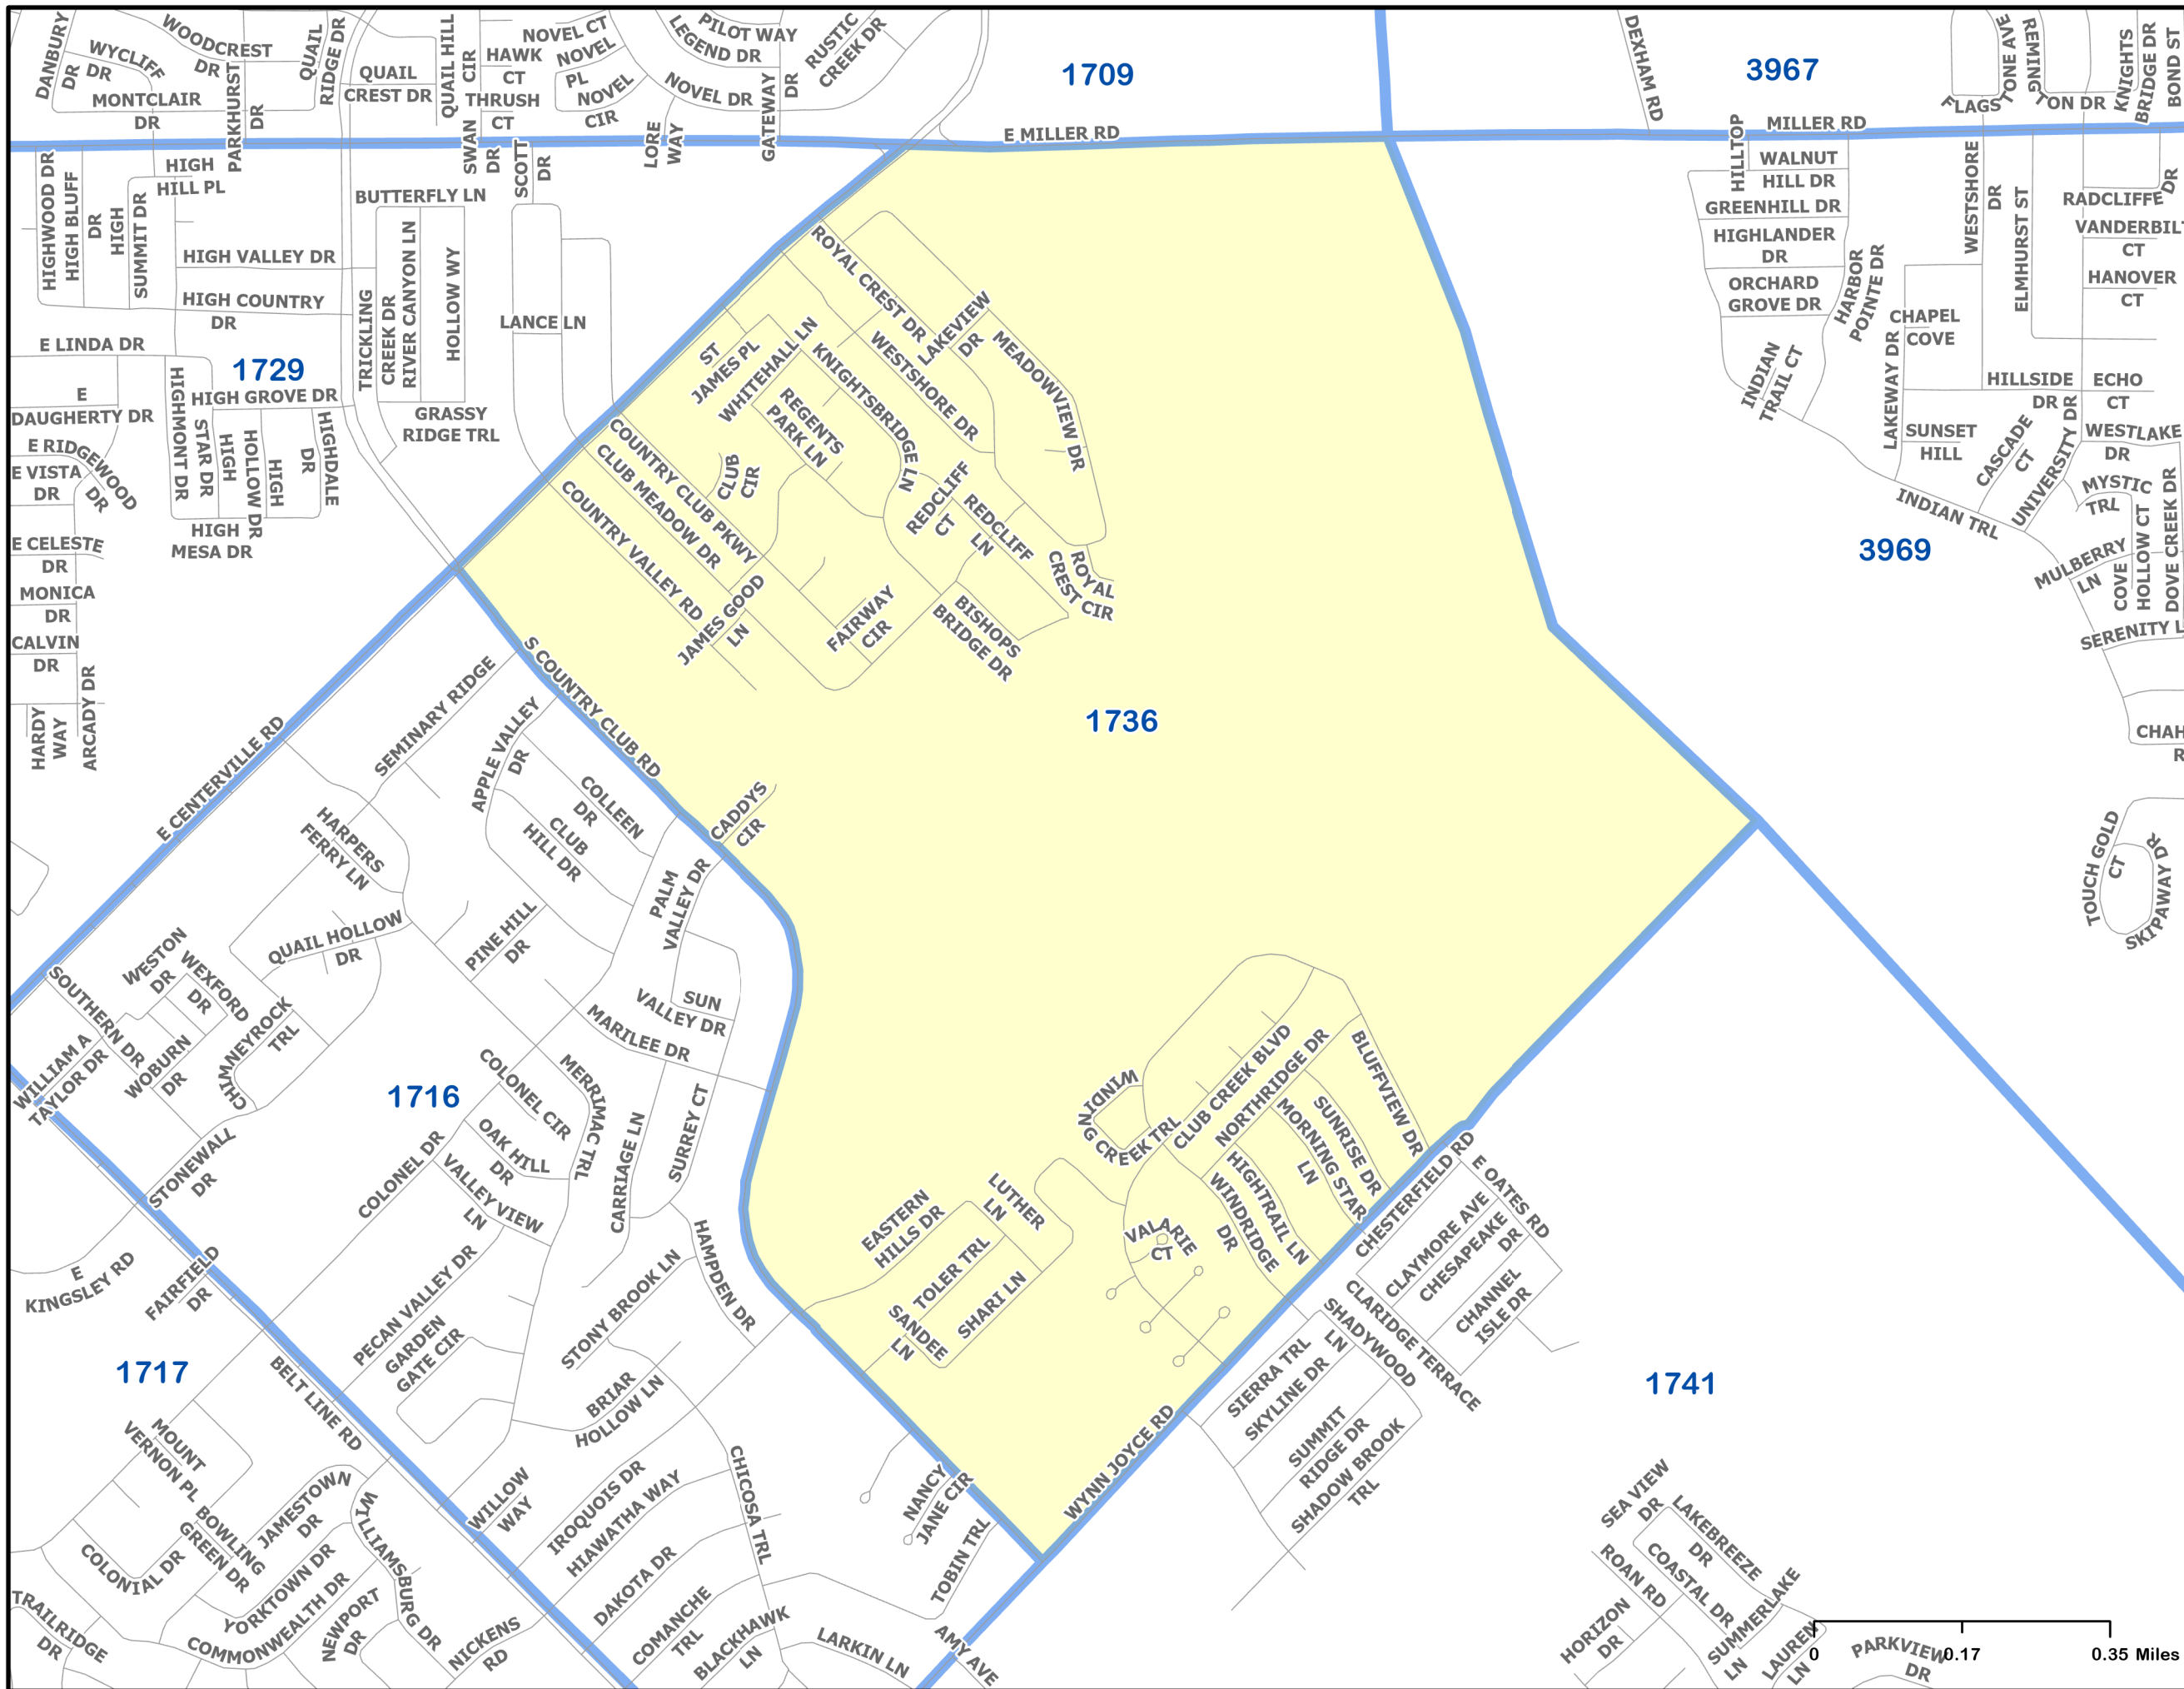 DANBURY
DR
WYCLIFF
DR
WOODCREST
DR
MONTCLAIR
DR
PARKHURST
DR
QUAIL
RIDGE DR
QUAIL
CREST DR
QUAIL HILL
SWAN CIR
DR
HAWK
CT
THRUSH
CT
NOVEL CT
NOVEL
PL
NOVEL
CIR
LEGEND DR
PILOT WAY
NOVEL DR
GATEWAY
DR
RUSTIC
CREEK DR
LORE
WAY
SCOTT
DR
1709
E MILLER RD
DEXHAM RD
3967
MILLER RD
FLAGS
TONE AVE
REMING
TON DR
KNIGHTS
BRIDGE DR
BOND ST
HIGHWOOD DR
HIGH BLUFF
DR
HIGH
SUMMIT DR
HIGH
HILL PL
HIGH VALLEY DR
HIGH COUNTRY
DR
E LINDA DR
1729
HIGH GROVE DR
E
DAUGHERTY DR
E RIDGEWOOD
DR
E VISTA
DR
HIGHMONT DR
STAR DR
HIGH
HOLLOW DR
HIGH
DR
HIGHDALE
HIGH
MESA DR
E CELESTE
DR
MONICA
DR
CALVIN
DR
ARCADY DR
HARDY
WAY
BUTTERFLY LN
TRICKLING
CREEK DR
RIVER CANYON LN
HOLLOW WY
GRASSY
RIDGE TRL
LANCE LN
ROYAL CREST DR
LAKEVIEW
DR
MEADOWVIEW DR
WESTSHORE DR
ST
JAMES PL
WHITEHALL LN
KNIGHTSBRIDGE LN
REGENTS
PARK LN
CLUB
CIR
COUNTRY CLUB PKWY
CLUB MEADOW DR
COUNTRY VALLEY RD
REDCLIFF
CT
REDCLIFF
LN
ROYAL
CREST CIR
JAMES GOOD
LN
FAIRWAY
CIR
BISHOPS
BRIDGE DR
1736
HILLTOP
WALNUT
HILL DR
GREENHILL DR
HIGHLANDER
DR
ORCHARD
GROVE DR
HARBOR
POINTE DR
INDIAN
TRAIL CT
WESTSHORE
DR
ELMHURST ST
RADCLIFFE
DR
VANDERBIL
CT
HANOVER
CT
CHAPEL
COVE
LAKEWAY DR
HILLSIDE
DR
ECHO
CT
SUNSET
HILL
CASCADE
CT
UNIVERSITY DR
WESTLAKE
DR
MYSTIC
TRL
INDIAN TRL
3969
MULBERRY
LN
COVE
HOLLOW CT
DOVE CREEK DR
SERENITY L
CHAH
R
TOUCH GOLD
CT
SKIPAWAY DR
E CENTERVILLE RD
SEMINARY RIDGE
S COUNTRY CLUB RD
APPLE VALLEY
DR
COLLEEN
DR
CLUB
HILL DR
CADDYS
CIR
HARPERS
FERRY LN
PALM
VALLEY DR
PINE HILL
DR
QUAIL HOLLOW
DR
WESTON
DR
WEXFORD
DR
SOUTHERN DR
WILLIAM A
TAYLOR DR
WOBURN
DR
CHIMNEYROCK
TRL
SUN
VALLEY DR
MARILEE DR
1716
COLONEL CIR
MERRIMAC TRL
COLONEL DR
OAK HILL
DR
VALLEY VIEW
LN
CARRIAGE LN
SURREY CT
STONEWALL
DR
E
KINGSLEY RD
FAIRFIELD
DR
PECAN VALLEY DR
GARDEN
GATE CIR
STONY BROOK LN
HAMPDEN DR
BRIAR
HOLLOW LN
1717
BELT LINE RD
MOUNT
VERNON PL
BOWLING
GREEN DR
JAMESTOWN
DR
COLONIAL DR
WILLIAMSBURG DR
YORKTOWN DR
COMMONWEALTH DR
NEWPORT
DR
TRAILRIDGE
DR
NICKENS
RD
WILLOW
WAY
IROQUOIS DR
HIAWATHA WAY
CHICOSA TRL
DAKOTA DR
COMANCHE
TRL
BLACKHAWK
LN
LARKIN LN
AMY AVE
NANCY
JANE CIR
TOBIN TRL
WYNN JOYCE RD
WINDIN
G CREEK TRL
CLUB CREEK BLVD
NORTHRIDGE DR
BLUFFVIEW DR
SUNRISE DR
MORNING STAR
LN
HIGHTRAIL LN
WINDRIDGE
DR
VALARIE
CT
LUTHER
LN
EASTERN
HILLS DR
TOLER TRL
SHARI LN
SANDEE
LN
CHESTERFIELD RD
E OATES RD
CLAYMORE AVE
CHESAPEAKE
DR
CHANNEL
ISLE DR
CLARIDGE TERRACE
SHADYWOOD
LN
SIERRA TRL
SKYLINE DR
SUMMIT
RIDGE DR
SHADOW BROOK
TRL
1741
SEA VIEW
DR
LAKEBREEZE
DR
COASTAL DR
ROAN RD
SUMMERLAKE
LN
HORIZON
DR
LAUREN
LN
PARKVIEW
DR
0
0.17
0.35 Miles